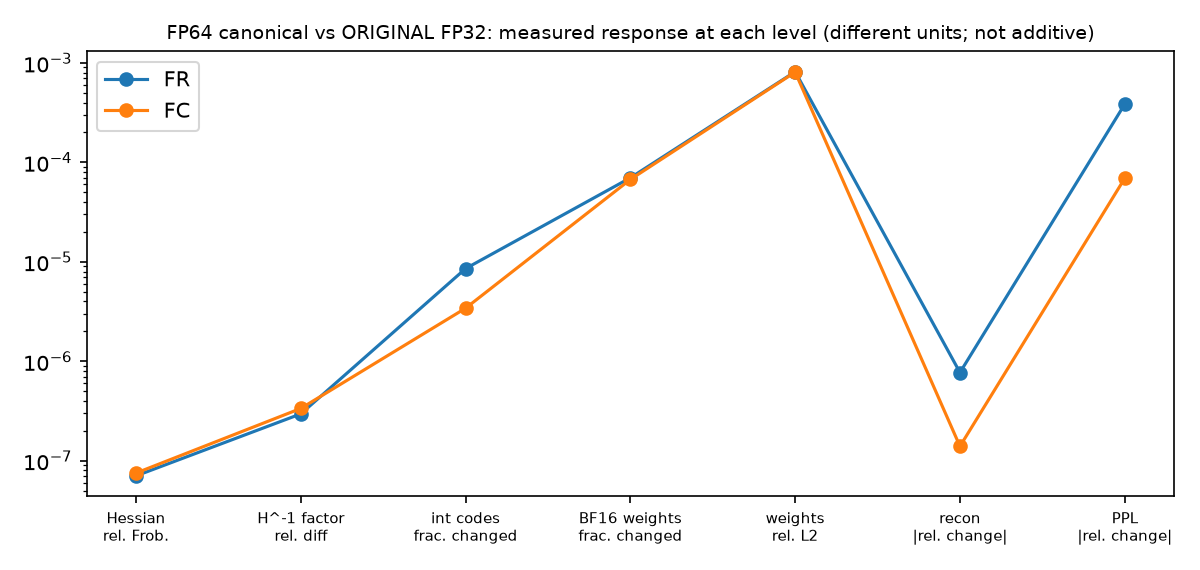 FP64 canonical vs ORIGINAL FP32: measured response at each level (different units; not additive)
FR
FC
10⁻³
10⁻⁴
10⁻⁵
10⁻⁶
10⁻⁷
Hessian
rel. Frob.
H^-1 factor
rel. diff
int codes
frac. changed
BF16 weights
frac. changed
weights
rel. L2
recon
|rel. change|
PPL
|rel. change|